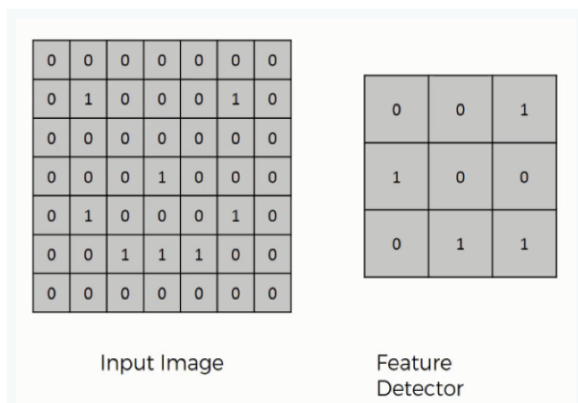 0 0 0 0 0 0 0
0 1 0 0 0 1 0
0 0 0 0 0 0 0
0 0 0 1 0 0 0
0 1 0 0 0 1 0
0 0 1 1 1 0 0
0 0 0 0 0 0 0
0 0 1
1 0 0
0 1 1
Input Image
Feature
Detector